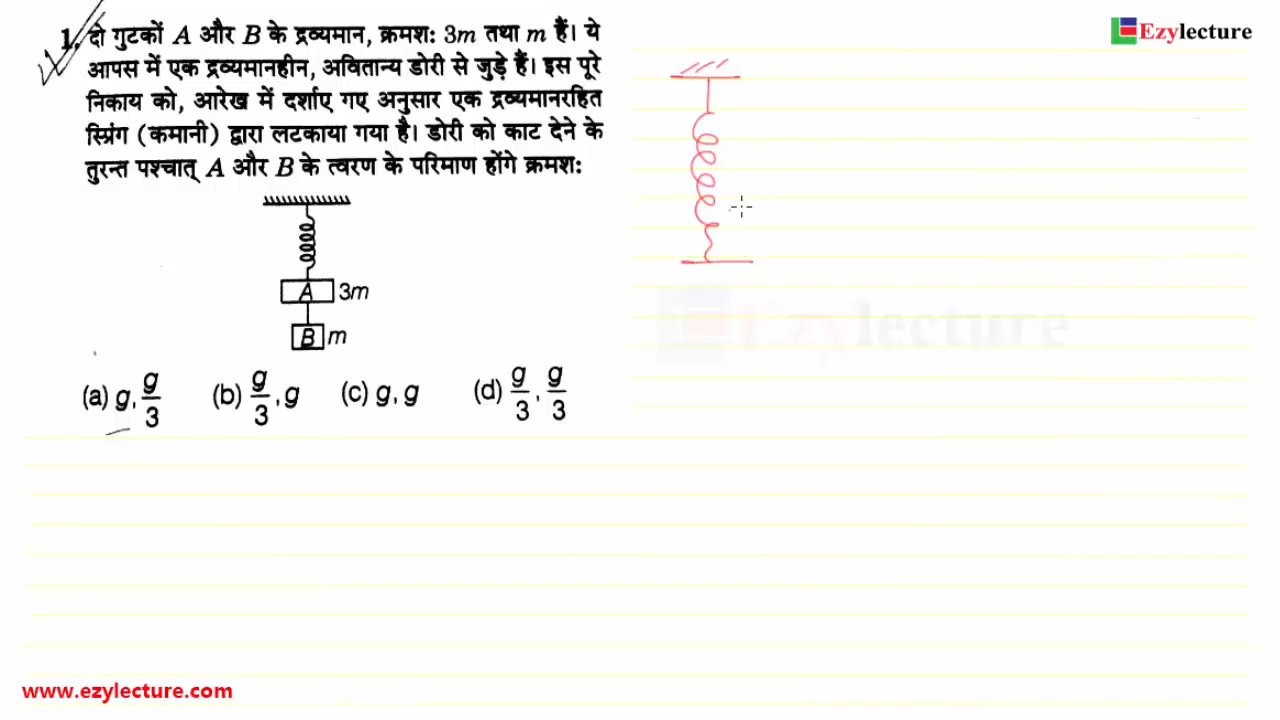 Ezylecture
1. दो गुटकों A और B के द्रव्यमान, क्रमश: 3m तथा m हैं। ये
आपस में एक द्रव्यमानहीन, अवितान्य डोरी से जुड़े हैं। इस पूरे
निकाय को, आरेख में दर्शाए गए अनुसार एक द्रव्यमानरहित
स्प्रिंग (कमानी) द्वारा लटकाया गया है। डोरी को काट देने के
तुरन्त पश्चात् A और B के त्वरण के परिमाण होंगे क्रमश:
A 3m
B m
(a) g, g/3 (b) g/3, g (c) g, g (d) g/3, g/3
Ezylecture
www.ezylecture.com